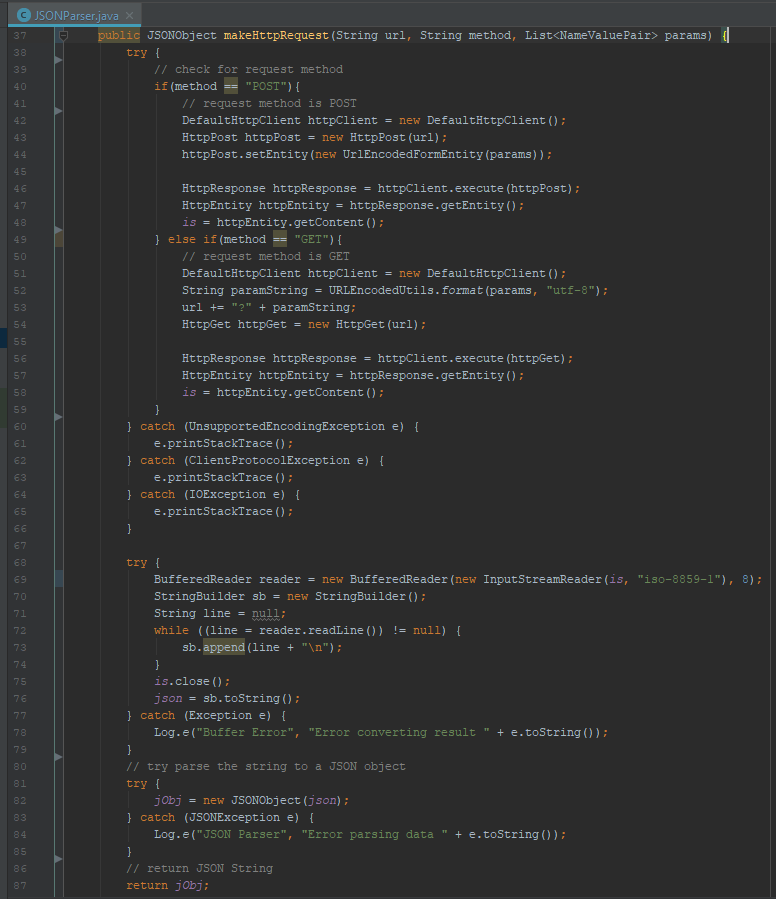 JSONParser.java
37 public JSONObject makeHttpRequest(String url, String method, List<NameValuePair> params) {
38 try {
39 // check for request method
40 if(method == "POST"){
41 // request method is POST
42 DefaultHttpClient httpClient = new DefaultHttpClient();
43 HttpPost httpPost = new HttpPost(url);
44 httpPost.setEntity(new UrlEncodedFormEntity(params));
45
46 HttpResponse httpResponse = httpClient.execute(httpPost);
47 HttpEntity httpEntity = httpResponse.getEntity();
48 is = httpEntity.getContent();
49 } else if(method == "GET"){
50 // request method is GET
51 DefaultHttpClient httpClient = new DefaultHttpClient();
52 String paramString = URLEncodedUtils.format(params, "utf-8");
53 url += "?" + paramString;
54 HttpGet httpGet = new HttpGet(url);
55
56 HttpResponse httpResponse = httpClient.execute(httpGet);
57 HttpEntity httpEntity = httpResponse.getEntity();
58 is = httpEntity.getContent();
59 }
60 } catch (UnsupportedEncodingException e) {
61 e.printStackTrace();
62 } catch (ClientProtocolException e) {
63 e.printStackTrace();
64 } catch (IOException e) {
65 e.printStackTrace();
66 }
67
68 try {
69 BufferedReader reader = new BufferedReader(new InputStreamReader(is, "iso-8859-1"), 8);
70 StringBuilder sb = new StringBuilder();
71 String line = null;
72 while ((line = reader.readLine()) != null) {
73 sb.append(line + "\n");
74 }
75 is.close();
76 json = sb.toString();
77 } catch (Exception e) {
78 Log.e("Buffer Error", "Error converting result " + e.toString());
79 }
80 // try parse the string to a JSON object
81 try {
82 jObj = new JSONObject(json);
83 } catch (JSONException e) {
84 Log.e("JSON Parser", "Error parsing data " + e.toString());
85 }
86 // return JSON String
87 return jObj;